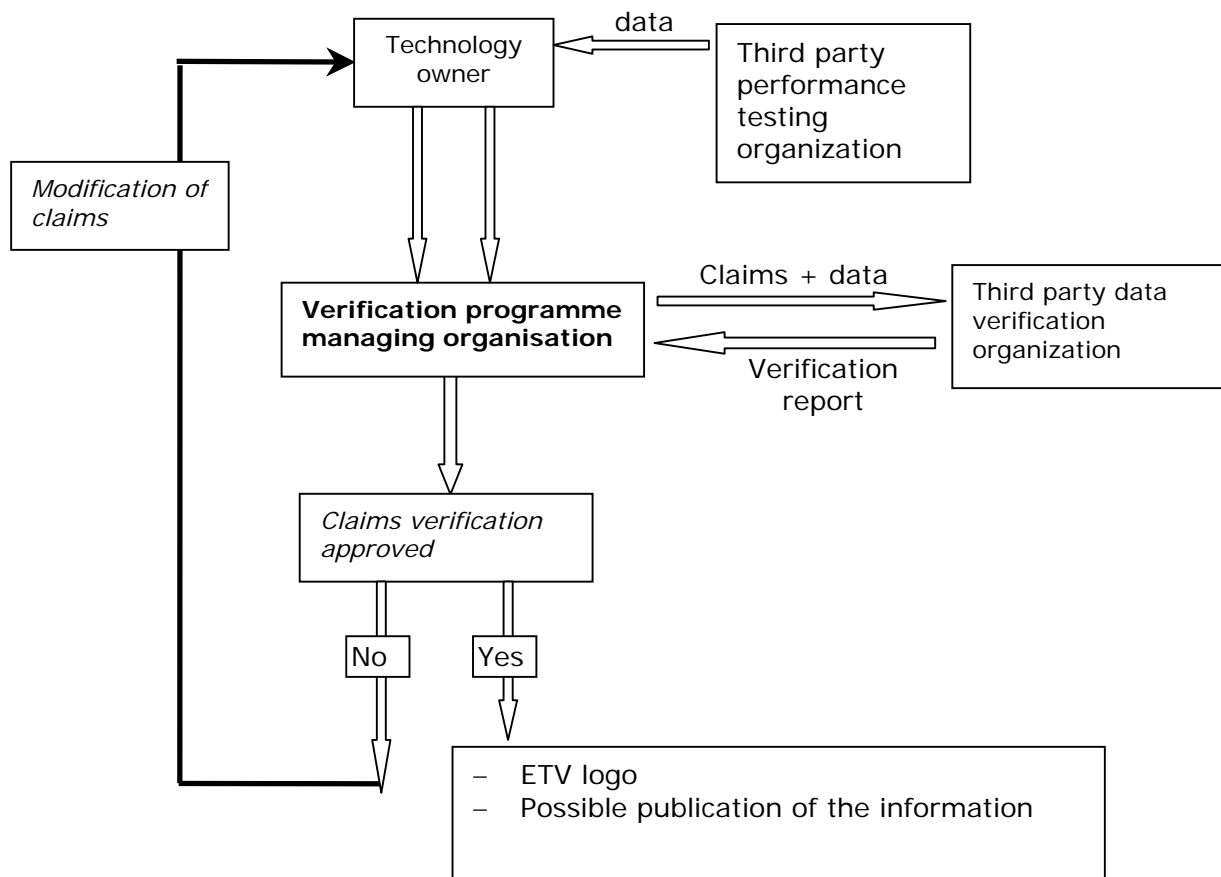 data
Technology
owner
Third party
performance
testing
organization
Modification of
claims
Claims + data
Verification programme
managing organisation
Third party data
verification
organization
Verification
report
Claims verification
approved
No
Yes
– ETV logo
– Possible publication of the information